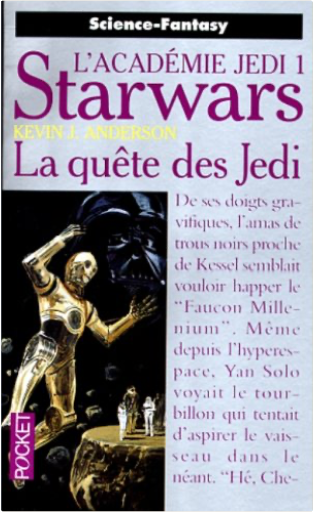 Science-Fantasy
L'ACADÉMIE JEDI 1
Starwars
KEVIN J. ANDERSON
La quête des Jedi
De ses doigts gra-
vifiques, l'amas de
trous noirs proche
de Kessel semblait
vouloir happer le
"Faucon Mille-
nium". Même
depuis l'hyperes-
pace, Yan Solo
voyait le tour-
billon qui tentait
d'aspirer le vais-
seau dans le
néant. "Hé, Che-
POCKET